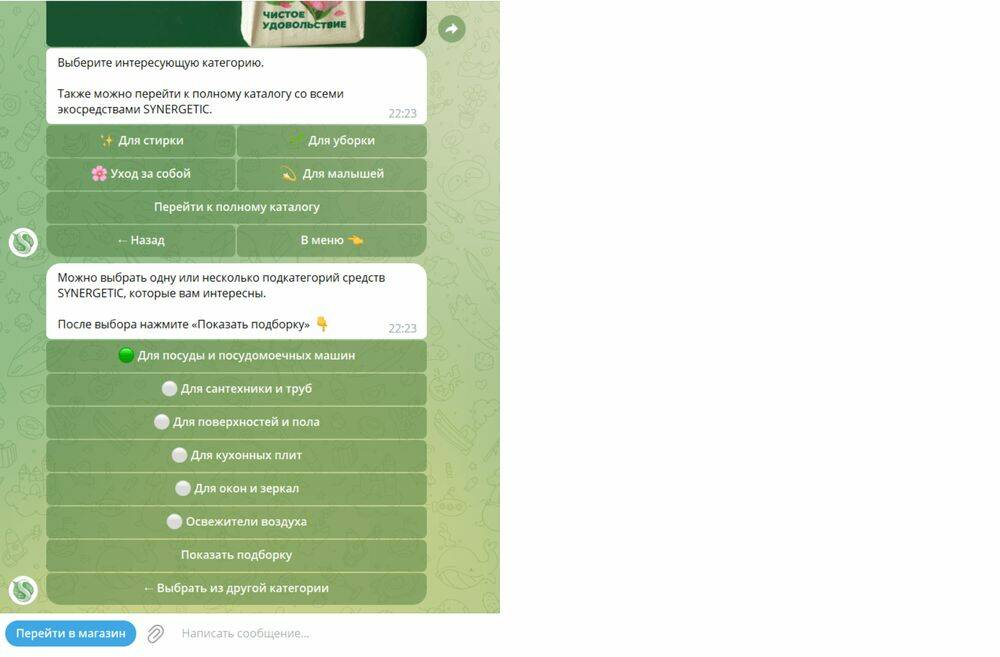 ЧИСТОЕ
УДОВОЛЬСТВИЕ
Выберите интересующую категорию.
Также можно перейти к полному каталогу со всеми
экосредствами SYNERGETIC.
22:23
Для стирки
Для уборки
Уход за собой
Для малышей
Перейти к полному каталогу
← Назад
В меню
Можно выбрать одну или несколько подкатегорий средств
SYNERGETIC, которые вам интересны.
После выбора нажмите «Показать подборку»
22:23
Для посуды и посудомоечных машин
Для сантехники и труб
Для поверхностей и пола
Для кухонных плит
Для окон и зеркал
Освежители воздуха
Показать подборку
← Выбрать из другой категории
Перейти в магазин
Написать сообщение...